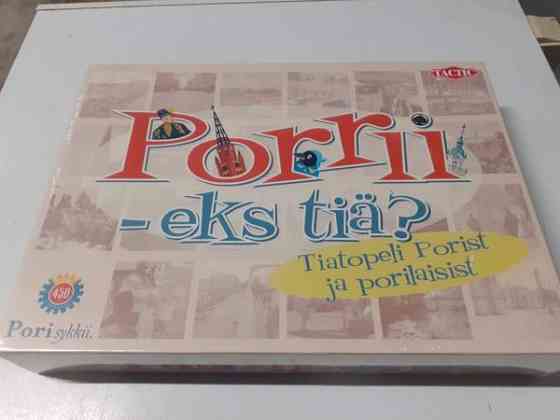 TACTIC
Porrii
- eks tiä?
Tiatopeli Porist
ja porilaisist
450
Pori sykkii.